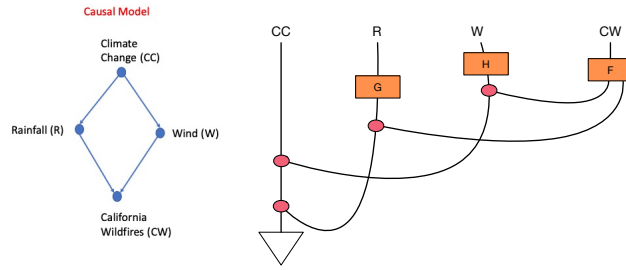 Causal Model
Climate
Change (CC)
Rainfall (R)
Wind (W)
California
Wildfires (CW)
CC
R
W
CW
H
F
G